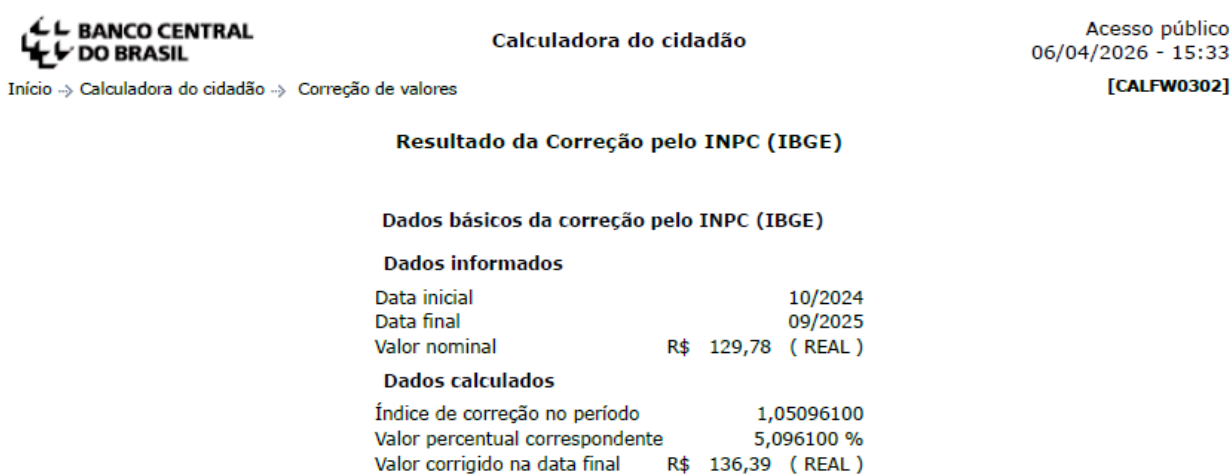 BANCO CENTRAL
DO BRASIL
Calculadora do cidadão
Acesso público
06/04/2026 - 15:33
Início -> Calculadora do cidadão -> Correção de valores
[CALFW0302]
Resultado da Correção pelo INPC (IBGE)
Dados básicos da correção pelo INPC (IBGE)
Dados informados
Data inicial 10/2024
Data final 09/2025
Valor nominal R$ 129,78 ( REAL )
Dados calculados
Índice de correção no período 1,05096100
Valor percentual correspondente 5,096100 %
Valor corrigido na data final R$ 136,39 ( REAL )